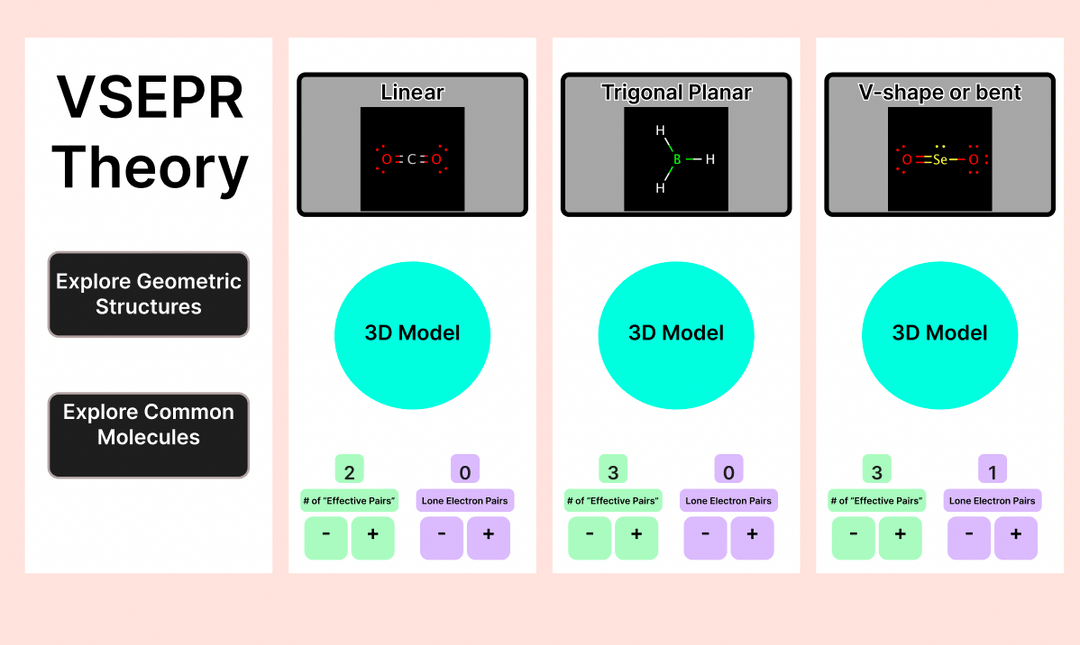 VSEPR
Theory
Explore Geometric
Structures
Explore Common
Molecules
Linear
O=C=O
3D Model
2
0
# of "Effective Pairs"
Lone Electron Pairs
- +
- +
Trigonal Planar
H
B—H
H
3D Model
3
0
# of "Effective Pairs"
Lone Electron Pairs
- +
- +
V-shape or bent
O=Se—O
3D Model
3
1
# of "Effective Pairs"
Lone Electron Pairs
- +
- +